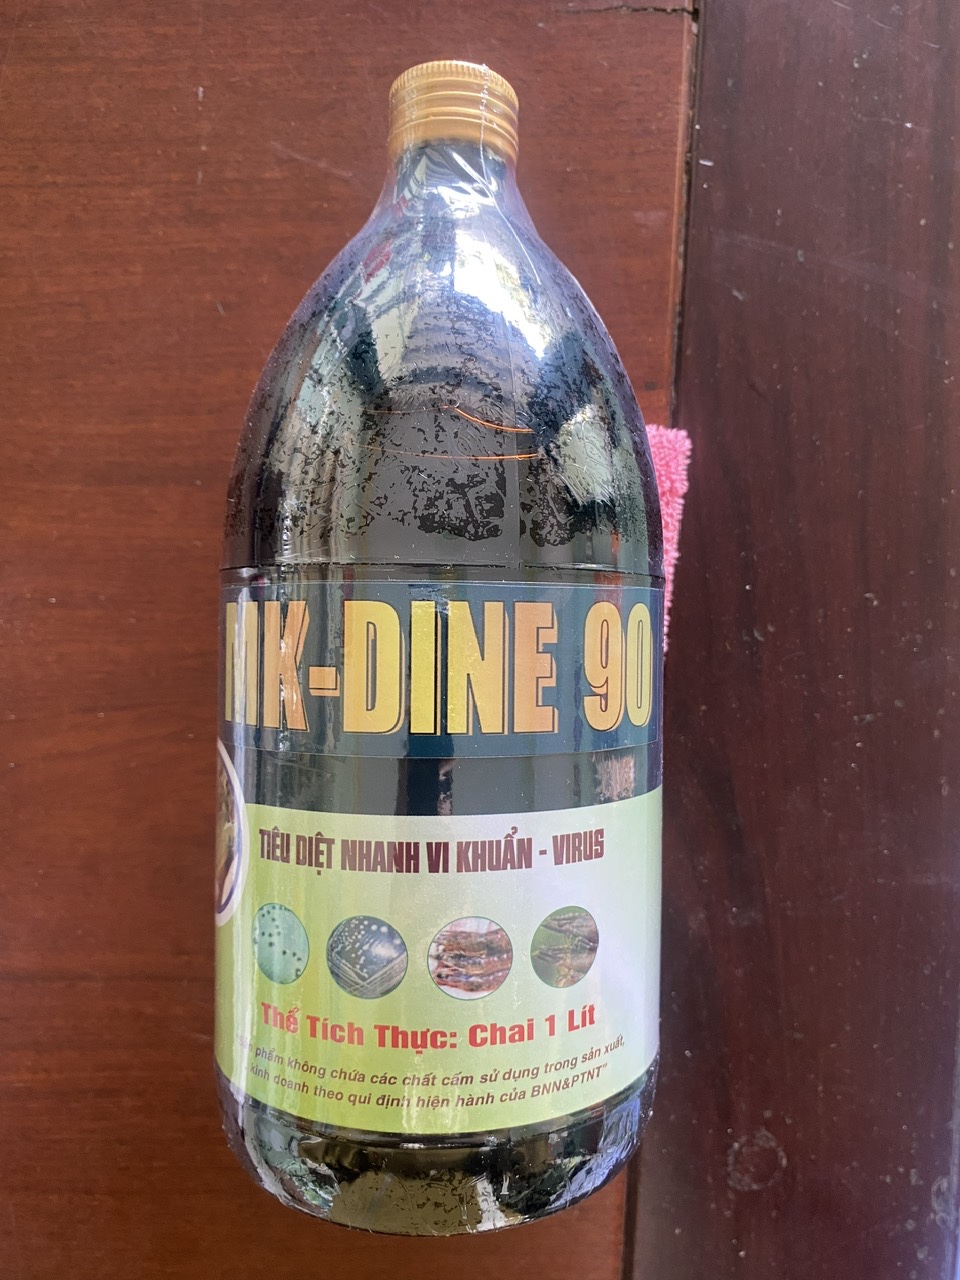 -DINE 90
TIÊU DIỆT NHANH VI KHUẨN - VIRUS
Thể Tích Thực: Chai 1 Lít
phẩm không chứa các chất cấm sử dụng trong sản xuất,
kinh doanh theo qui định hiện hành của BNN&PTNT"